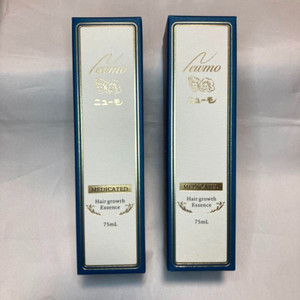 Newmo
ニューモ
MEDICATED
Hair growth
Essence
75mL
Newmo
ニューモ
MEDICATED
Hair growth
Essence
75mL